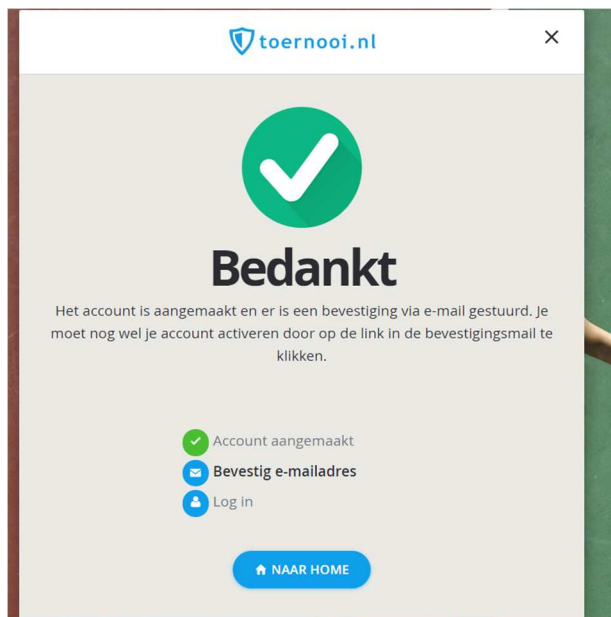 toernooi.nl
Bedankt
Het account is aangemaakt en er is een bevestiging via e-mail gestuurd. Je
moet nog wel je account activeren door op de link in de bevestigingsmail te
klikken.
Account aangemaakt
Bevestig e-mailadres
Log in
NAAR HOME